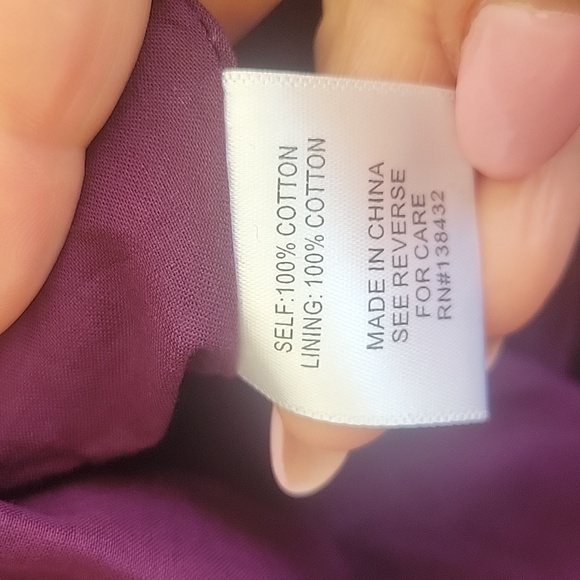 SELF:100% COTTON
LINING: 100% COTTON
MADE IN CHINA
SEE REVERSE
FOR CARE
RN#138432